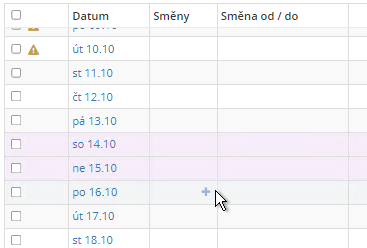 Datum Směny Směna od / do
út 10.10
st 11.10
čt 12.10
pá 13.10
so 14.10
ne 15.10
po 16.10
út 17.10
st 18.10